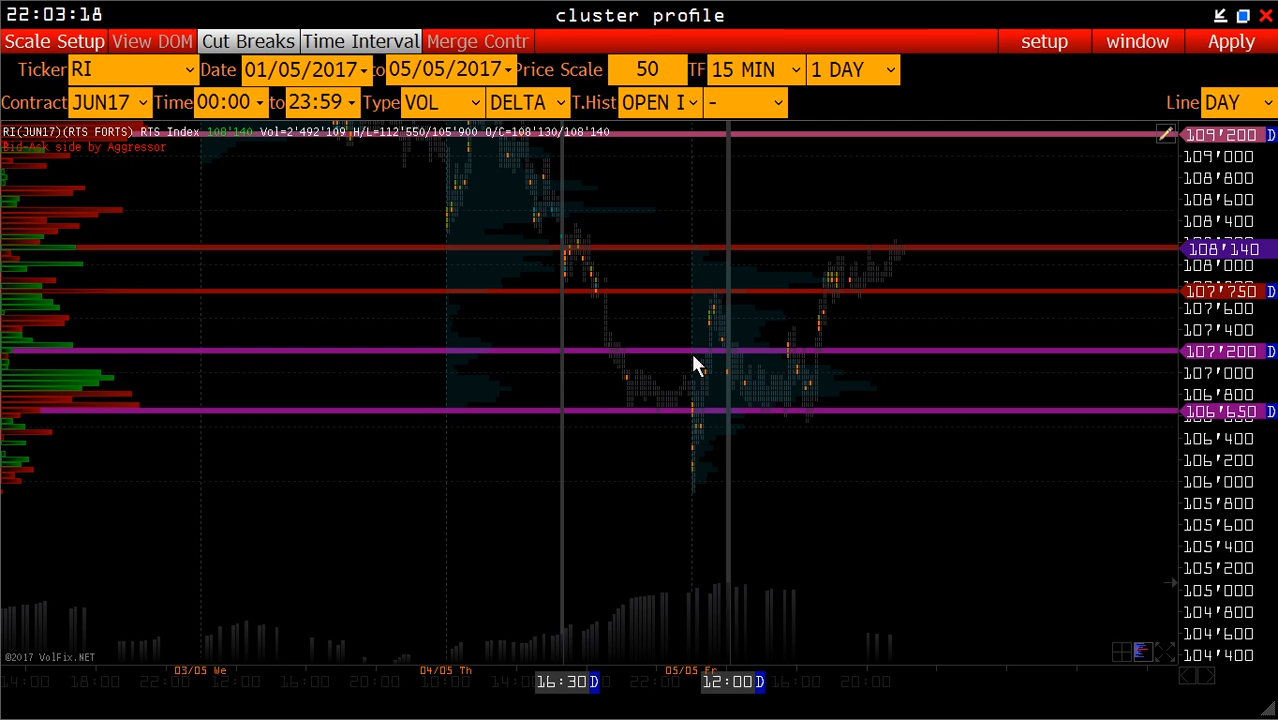 22:03:18 cluster profile
Scale Setup View DOM Cut Breaks Time Interval Merge Contr setup window Apply
Ticker RI Date 01/05/2017 to 05/05/2017 Price Scale 50 TF 15 MIN 1 DAY
Contract JUN17 Time 00:00 to 23:59 Type VOL DELTA T.Hist OPEN I - Line DAY
RI(JUN17)(RTS FORTS) RTS Index 108'140 Vol=2'492'109 H/L=112'550/105'900 O/C=108'130/108'140
Bid-Ask side by Aggressor
109'200 D
109'000
108'800
108'600
108'400
108'140
108'000
107'750 D
107'600
107'400
107'200 D
107'000
106'800
106'650 D
106'400
106'200
106'000
105'800
105'600
105'400
105'200
105'000
104'800
104'600
104'400
©2017 VolFix.NET
03/05 We 04/05 Th 05/05 Fr
14:00 18:00 22:00 12:00 16:00 20:00 10:00 14:00 16:30 D 22:00 12:00 D 16:00 20:00